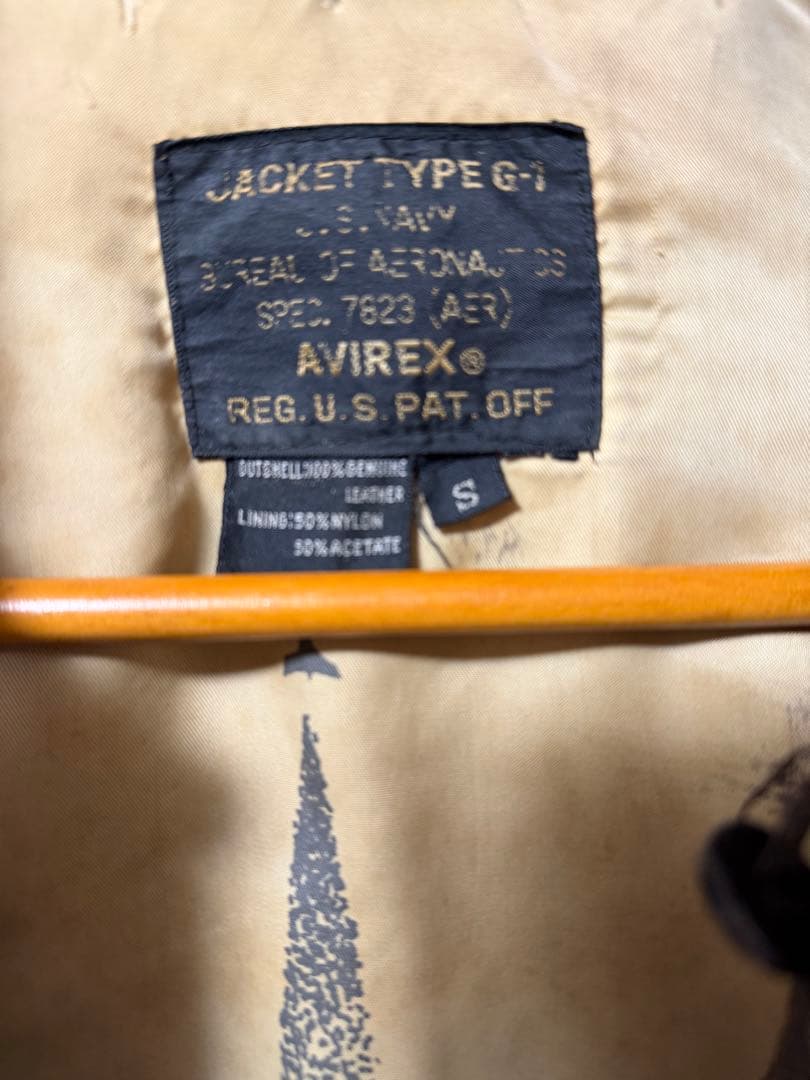 JACKET TYPE G-1
U.S. NAVY
BUREAU OF AERONAUTICS
SPEC. 7823 (AER)
AVIREX®
REG. U.S. PAT. OFF
OUTSHELL:100%GENUINE
LEATHER
S
LINING:50%NYLON
50%ACETATE